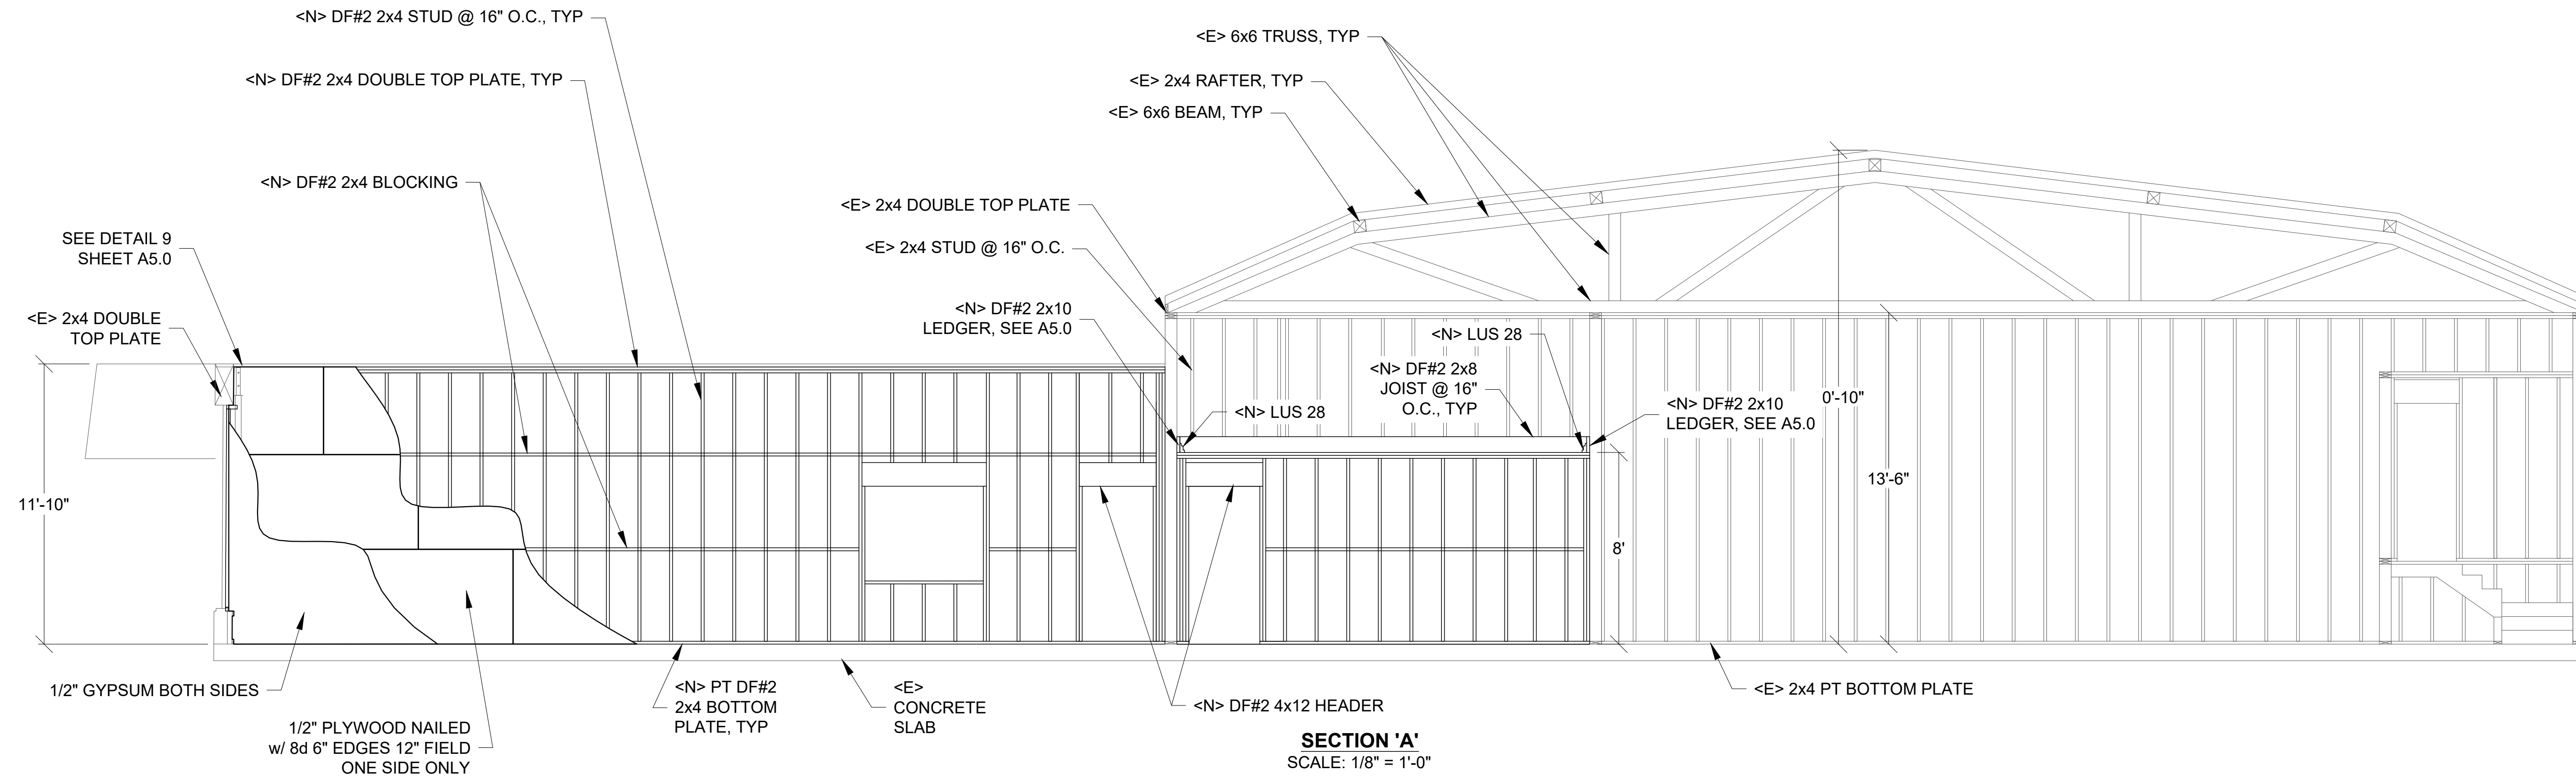 <N> DF#2 2x4 STUD @ 16" O.C., TYP
<N> DF#2 2x4 DOUBLE TOP PLATE, TYP
<N> DF#2 2x4 BLOCKING
SEE DETAIL 9
SHEET A5.0
<E> 2x4 DOUBLE
TOP PLATE
11'-10"
1/2" GYPSUM BOTH SIDES
1/2" PLYWOOD NAILED
w/ 8d 6" EDGES 12" FIELD
ONE SIDE ONLY
<N> PT DF#2
2x4 BOTTOM
PLATE, TYP
<E>
CONCRETE
SLAB
<E> 6x6 TRUSS, TYP
<E> 2x4 RAFTER, TYP
<E> 6x6 BEAM, TYP
<E> 2x4 DOUBLE TOP PLATE
<E> 2x4 STUD @ 16" O.C.
<N> DF#2 2x10
LEDGER, SEE A5.0
<N> LUS 28
<N> LUS 28
<N> DF#2 2x8
JOIST @ 16"
O.C., TYP
<N> DF#2 2x10
LEDGER, SEE A5.0
0'-10"
13'-6"
8'
<N> DF#2 4x12 HEADER
<E> 2x4 PT BOTTOM PLATE
SECTION 'A'
SCALE: 1/8" = 1'-0"